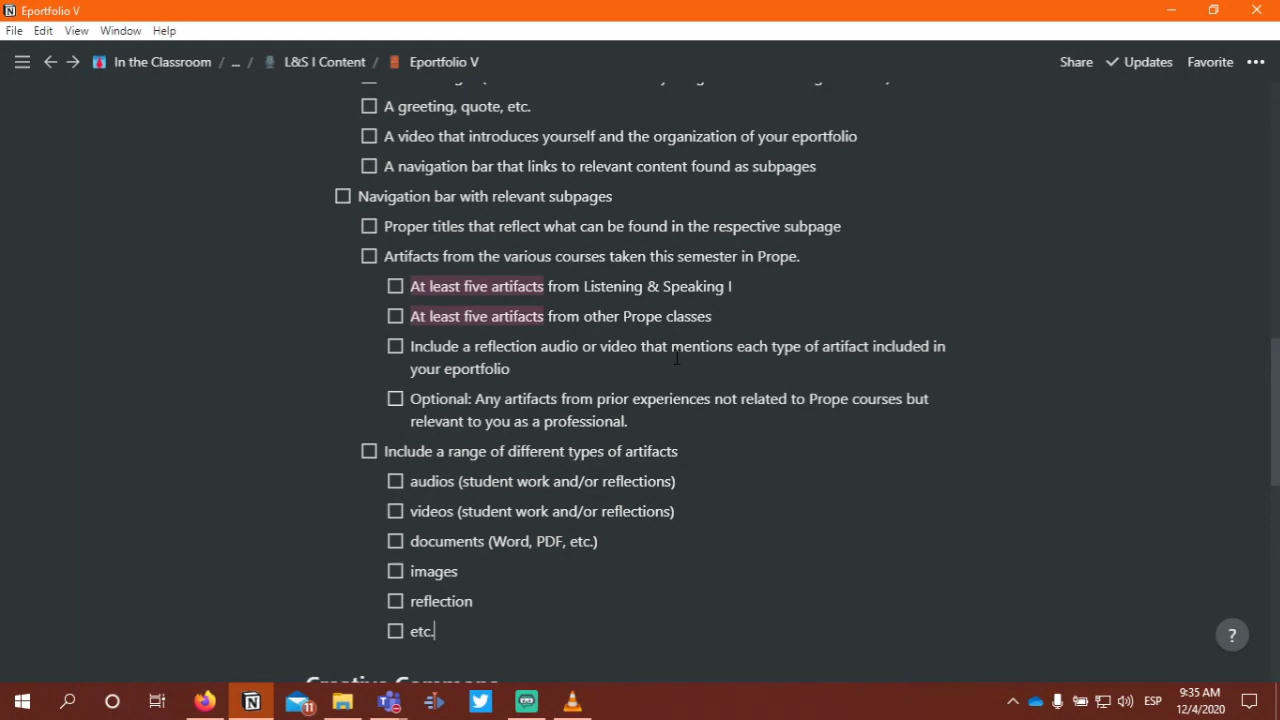 Eportfolio V
File Edit View Window Help
In the Classroom / ... / L&S I Content / Eportfolio V Share Updates Favorite
A greeting, quote, etc.
A video that introduces yourself and the organization of your eportfolio
A navigation bar that links to relevant content found as subpages
Navigation bar with relevant subpages
Proper titles that reflect what can be found in the respective subpage
Artifacts from the various courses taken this semester in Prope.
At least five artifacts from Listening & Speaking I
At least five artifacts from other Prope classes
Include a reflection audio or video that mentions each type of artifact included in
your eportfolio
Optional: Any artifacts from prior experiences not related to Prope courses but
relevant to you as a professional.
Include a range of different types of artifacts
audios (student work and/or reflections)
videos (student work and/or reflections)
documents (Word, PDF, etc.)
images
reflection
etc.
?
Creative Commons
11
ESP
9:35 AM
12/4/2020